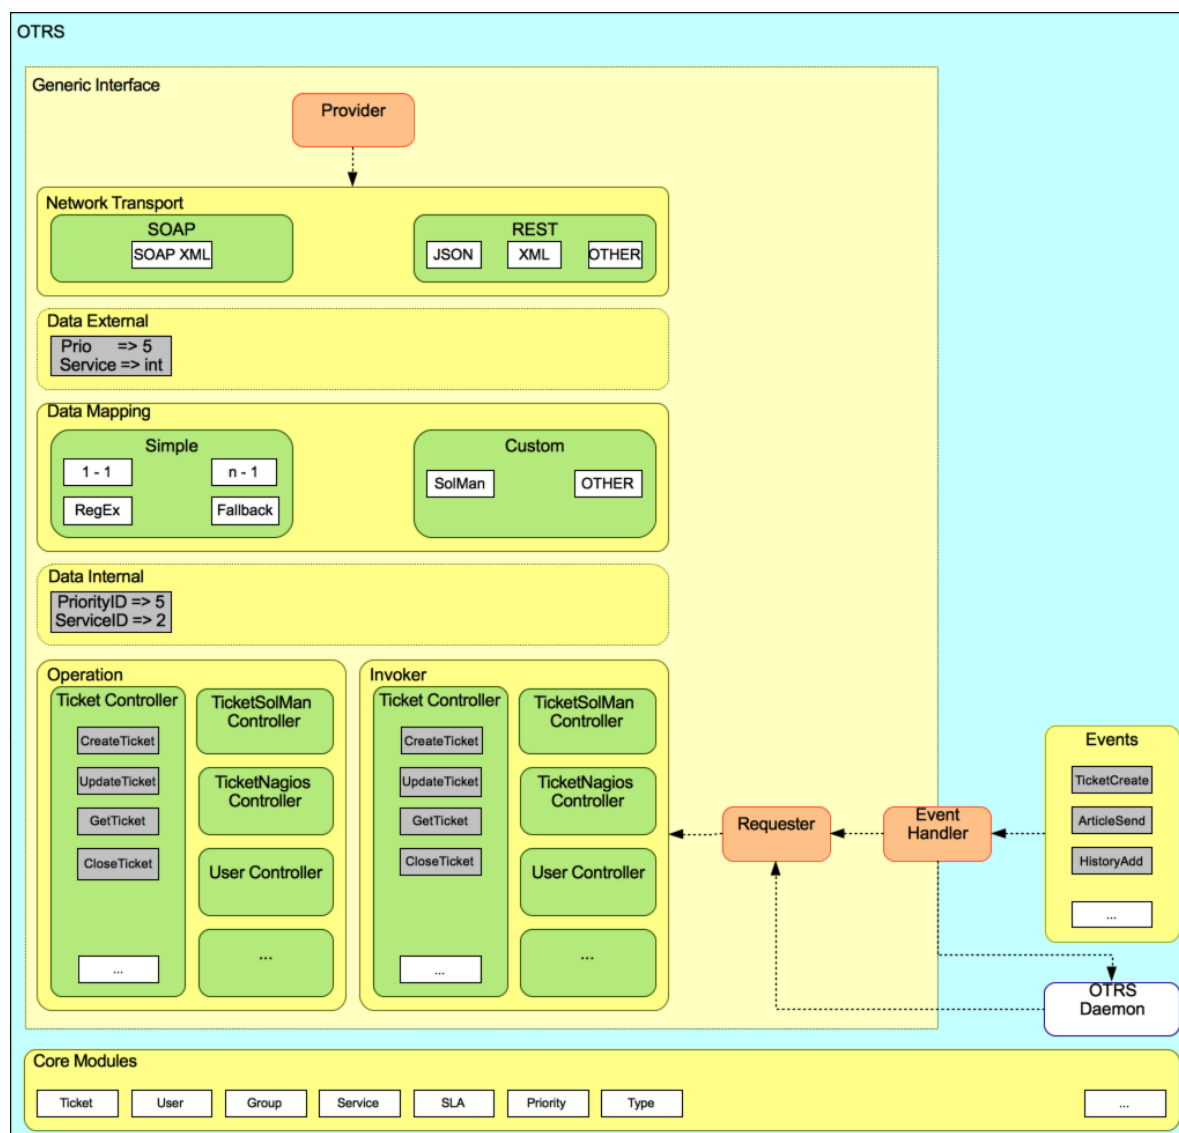 OTRS
Generic Interface
Provider
Network Transport
SOAP
SOAP XML
REST
JSON
XML
OTHER
Data External
Prio => 5
Service => int
Data Mapping
Simple
1 - 1
n - 1
RegEx
Fallback
Custom
SolMan
OTHER
Data Internal
PriorityID => 5
ServiceID => 2
Operation
Ticket Controller
CreateTicket
UpdateTicket
GetTicket
CloseTicket
...
TicketSolMan
Controller
TicketNagios
Controller
User Controller
...
Invoker
Ticket Controller
CreateTicket
UpdateTicket
GetTicket
CloseTicket
...
TicketSolMan
Controller
TicketNagios
Controller
User Controller
...
Requester
Event
Handler
Events
TicketCreate
ArticleSend
HistoryAdd
...
OTRS
Daemon
Core Modules
Ticket
User
Group
Service
SLA
Priority
Type
...